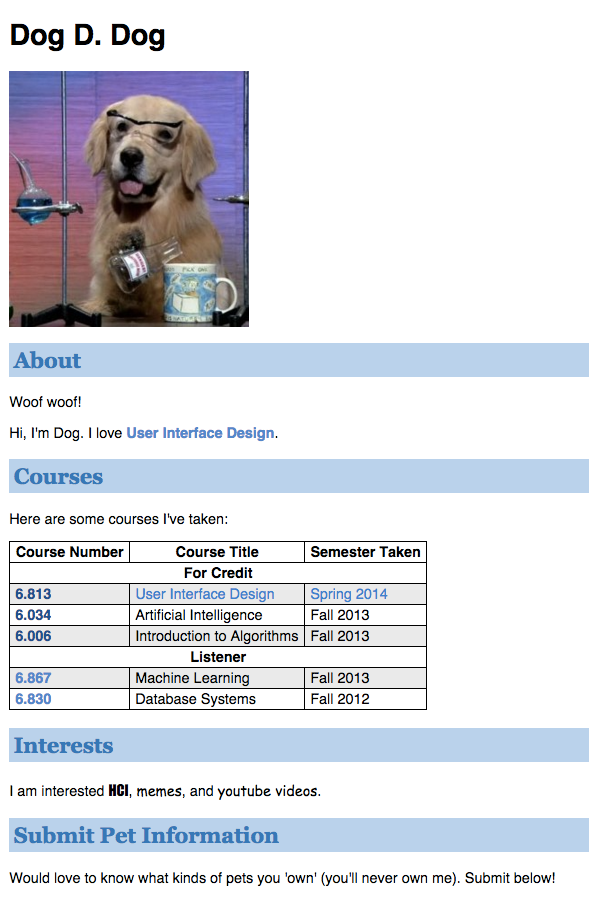 Dog D. Dog
About
Woof woof!
Hi, I'm Dog. I love User Interface Design.
Courses
Here are some courses I've taken:
Course Number Course Title Semester Taken
For Credit
6.813 User Interface Design Spring 2014
6.034 Artificial Intelligence Fall 2013
6.006 Introduction to Algorithms Fall 2013
Listener
6.867 Machine Learning Fall 2013
6.830 Database Systems Fall 2012
Interests
I am interested HCI, memes, and youtube videos.
Submit Pet Information
Would love to know what kinds of pets you 'own' (you'll never own me). Submit below!